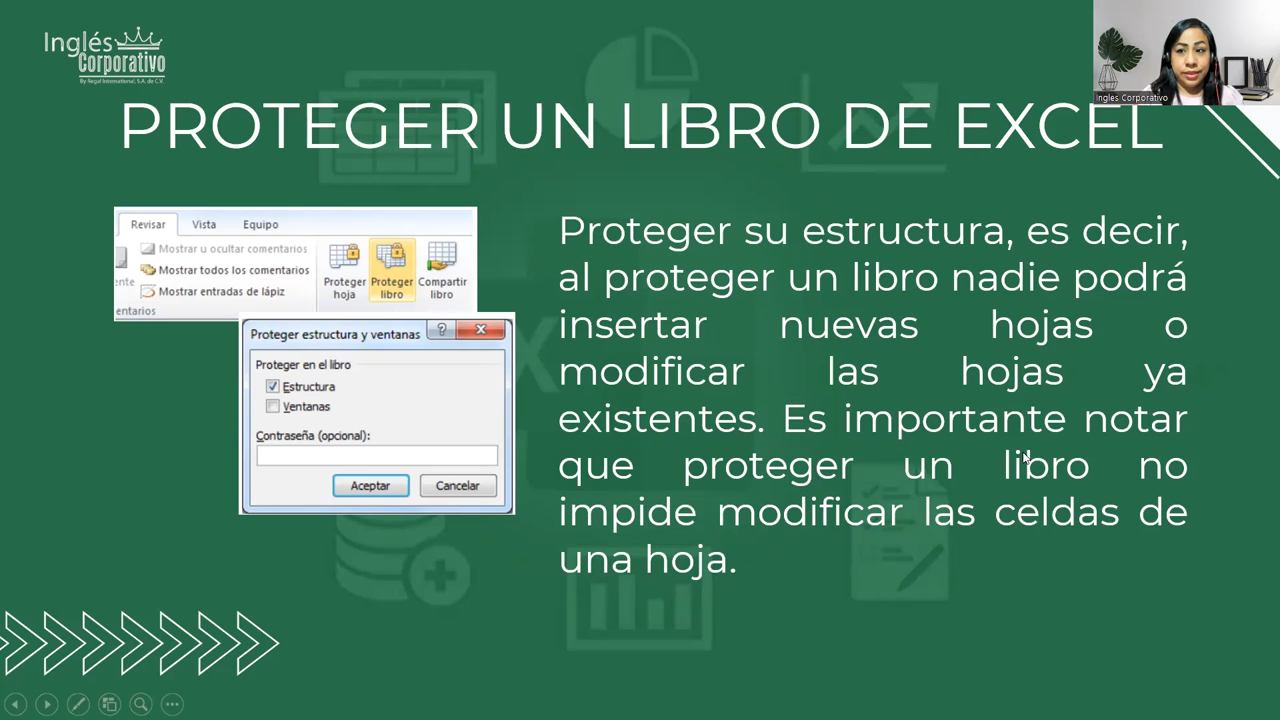 Inglés
Corporativo
By Regal International, S.A. de C.V.
Ingles Corporativo
PROTEGER UN LIBRO DE EXCEL
Revisar Vista Equipo
Mostrar u ocultar comentarios
Mostrar todos los comentarios
Mostrar entradas de lápiz
ente
entarios
Proteger hoja
Proteger libro
Compartir libro
Proteger estructura y ventanas
Proteger en el libro
Estructura
Ventanas
Contraseña (opcional):
Aceptar Cancelar
Proteger su estructura, es decir,
al proteger un libro nadie podrá
insertar nuevas hojas o
modificar las hojas ya
existentes. Es importante notar
que proteger un libro no
impide modificar las celdas de
una hoja.